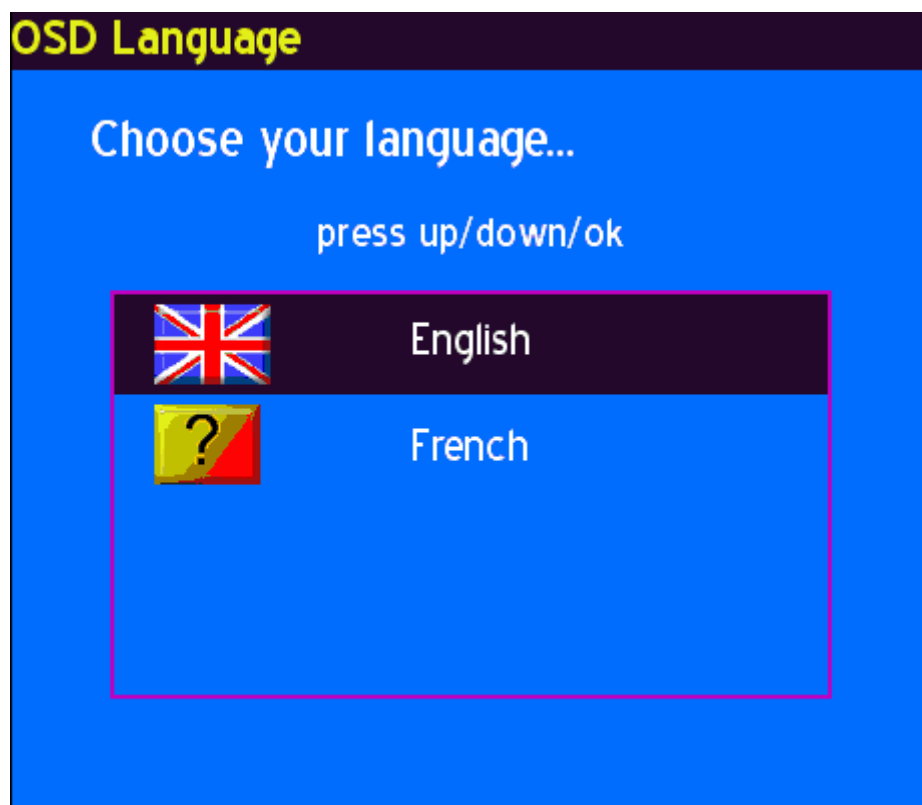 OSD Language
Choose your language...
press up/down/ok
English
?
French